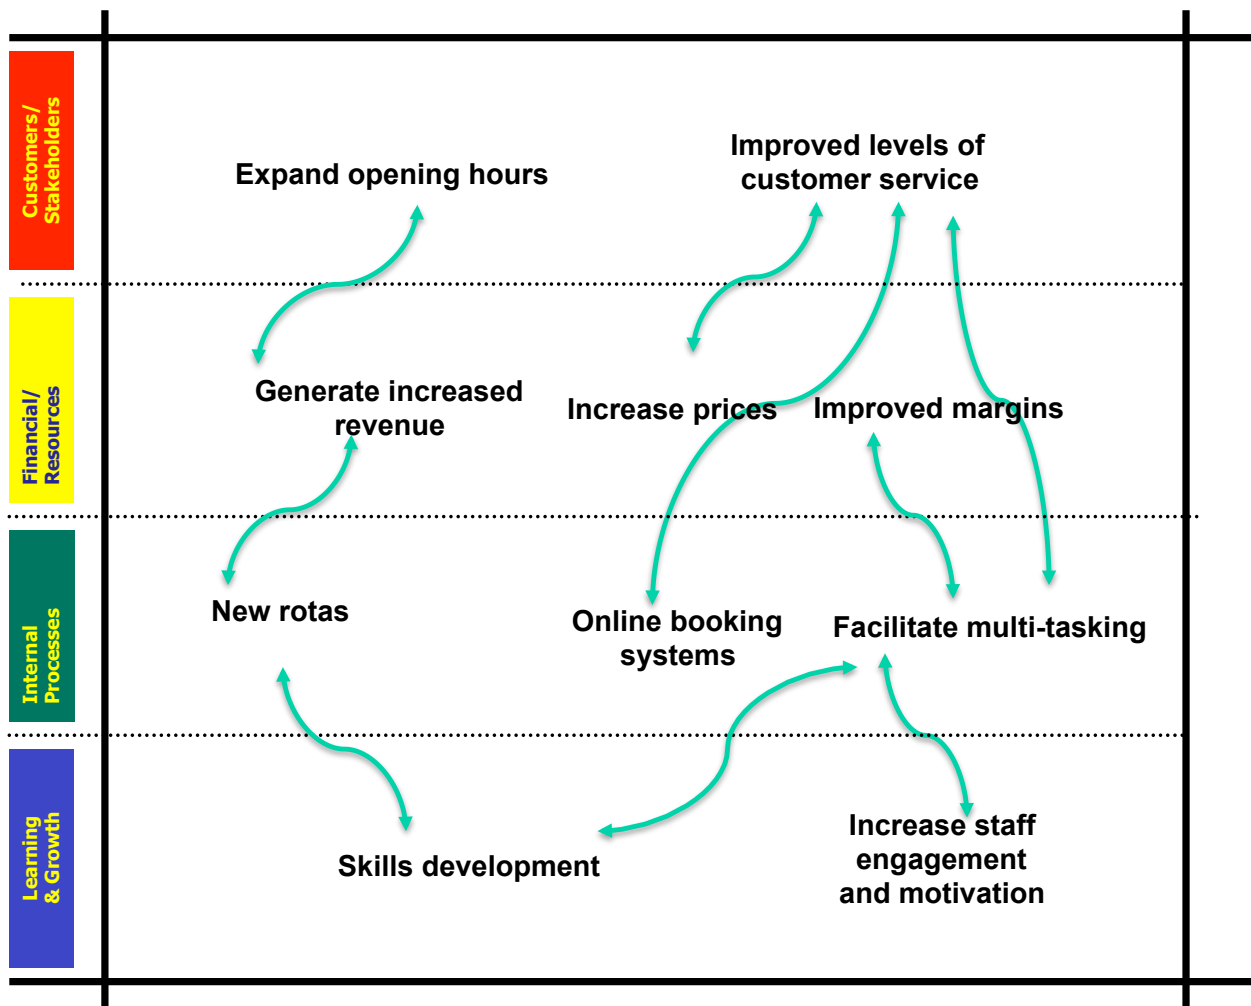 Customers/
Stakeholders
Expand opening hours
Improved levels of
customer service
Financial/
Resources
Generate increased
revenue
Increase prices
Improved margins
Internal
Processes
New rotas
Online booking
systems
Facilitate multi-tasking
Learning
& Growth
Skills development
Increase staff
engagement
and motivation